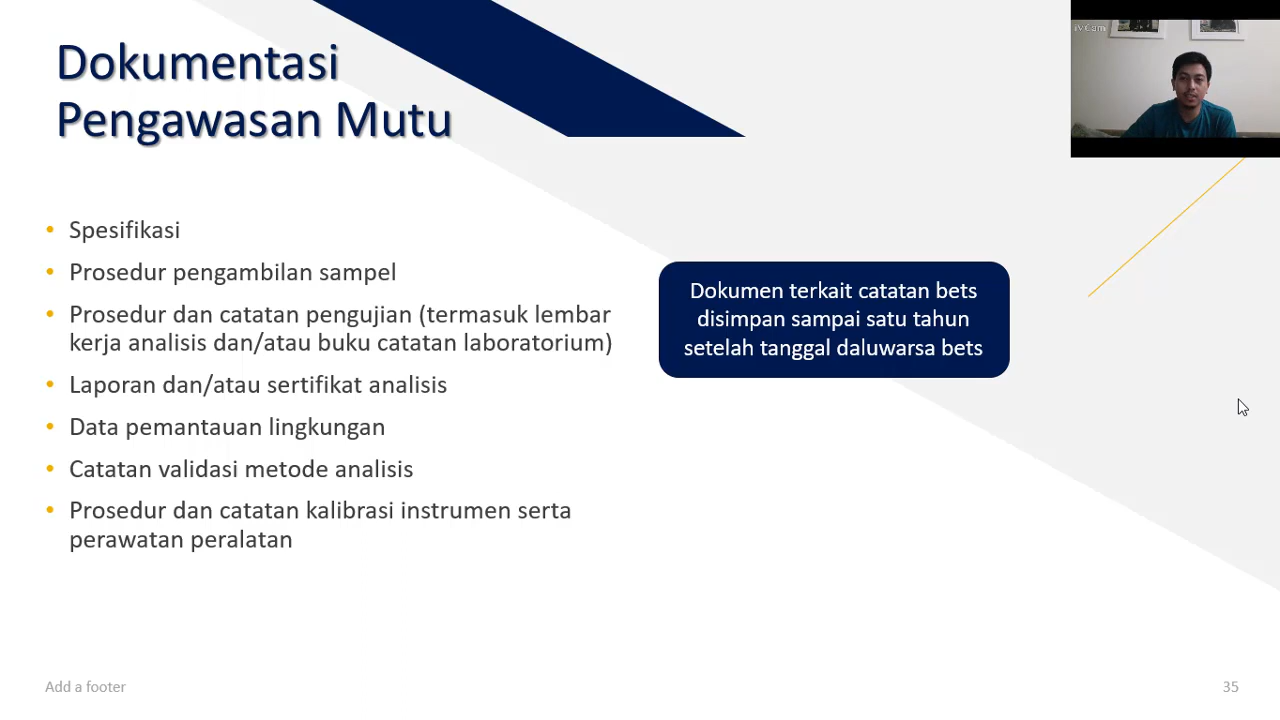 Dokumentasi
Pengawasan Mutu
iVCam
• Spesifikasi
• Prosedur pengambilan sampel
• Prosedur dan catatan pengujian (termasuk lembar
kerja analisis dan/atau buku catatan laboratorium)
• Laporan dan/atau sertifikat analisis
• Data pemantauan lingkungan
• Catatan validasi metode analisis
• Prosedur dan catatan kalibrasi instrumen serta
perawatan peralatan
Dokumen terkait catatan bets
disimpan sampai satu tahun
setelah tanggal daluwarsa bets
Add a footer
35